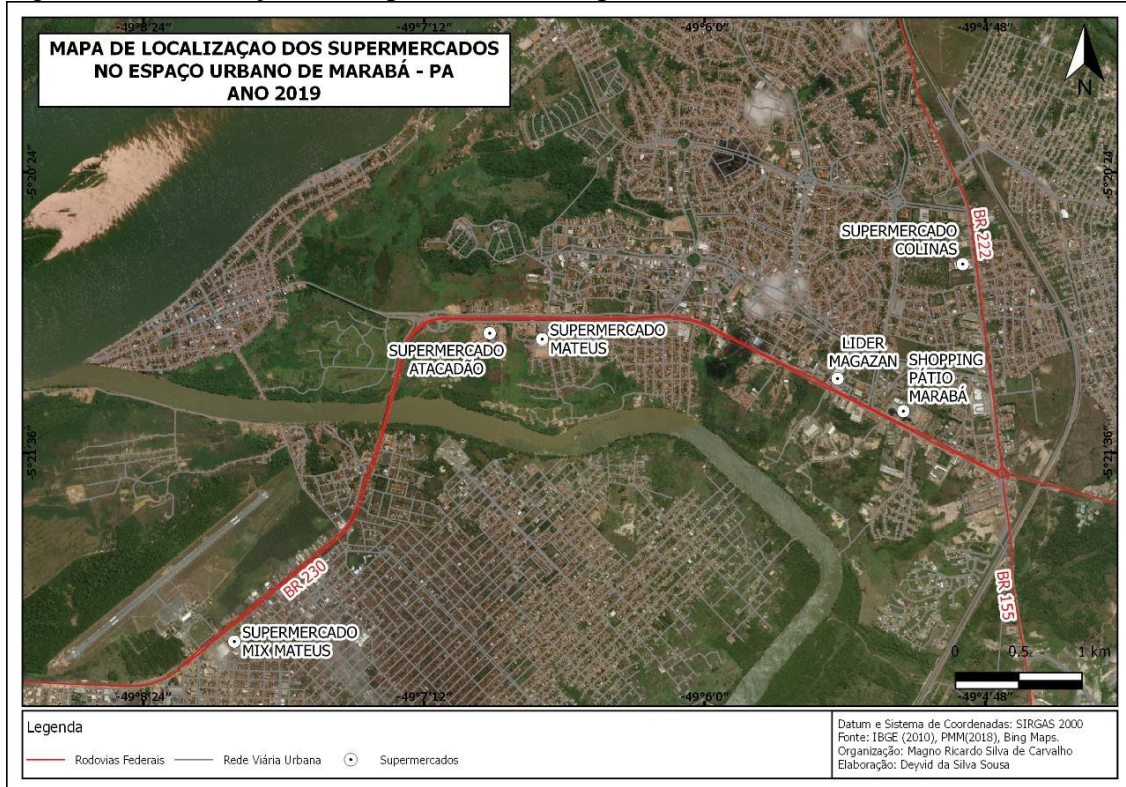 -49°8'24"
-49°7'12"
-49°6'0"
-49°4'48"
MAPA DE LOCALIZAÇAO DOS SUPERMERCADOS
NO ESPAÇO URBANO DE MARABÁ - PA
ANO 2019
N
-5°20'24"
-5°20'24"
BR 222
SUPERMERCADO
COLINAS
SUPERMERCADO
ATACADÃO
SUPERMERCADO
MATEUS
LIDER
MAGAZAN
SHOPPING
PÁTIO
MARABÁ
-5°21'36"
-5°21'36"
BR 230
BR 155
SUPERMERCADO
MIX MATEUS
0 0.5 1 km
-49°8'24"
-49°7'12"
-49°6'0"
-49°4'48"
Legenda
Rodovias Federais Rede Viária Urbana Supermercados
Datum e Sistema de Coordenadas: SIRGAS 2000
Fonte: IBGE (2010), PMM(2018), Bing Maps.
Organização: Magno Ricardo Silva de Carvalho
Elaboração: Deyvid da Silva Sousa